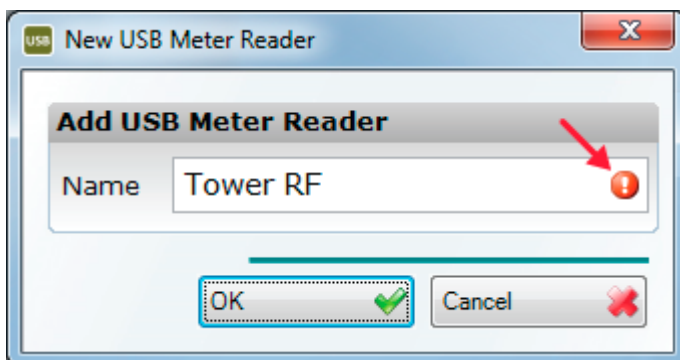 USB New USB Meter Reader
Add USB Meter Reader
Name Tower RF
OK Cancel